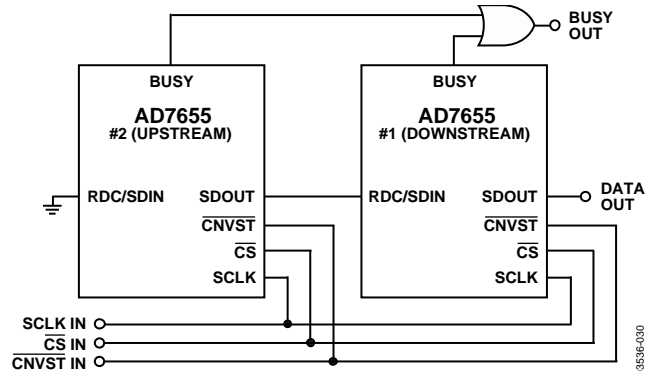 BUSY
OUT
BUSY
BUSY
AD7655
#2 (UPSTREAM)
AD7655
#1 (DOWNSTREAM)
RDC/SDIN
SDOUT
RDC/SDIN
SDOUT
DATA
OUT
CNVST
CNVST
CS
CS
SCLK
SCLK
SCLK IN
CS IN
CNVST IN
03536-030